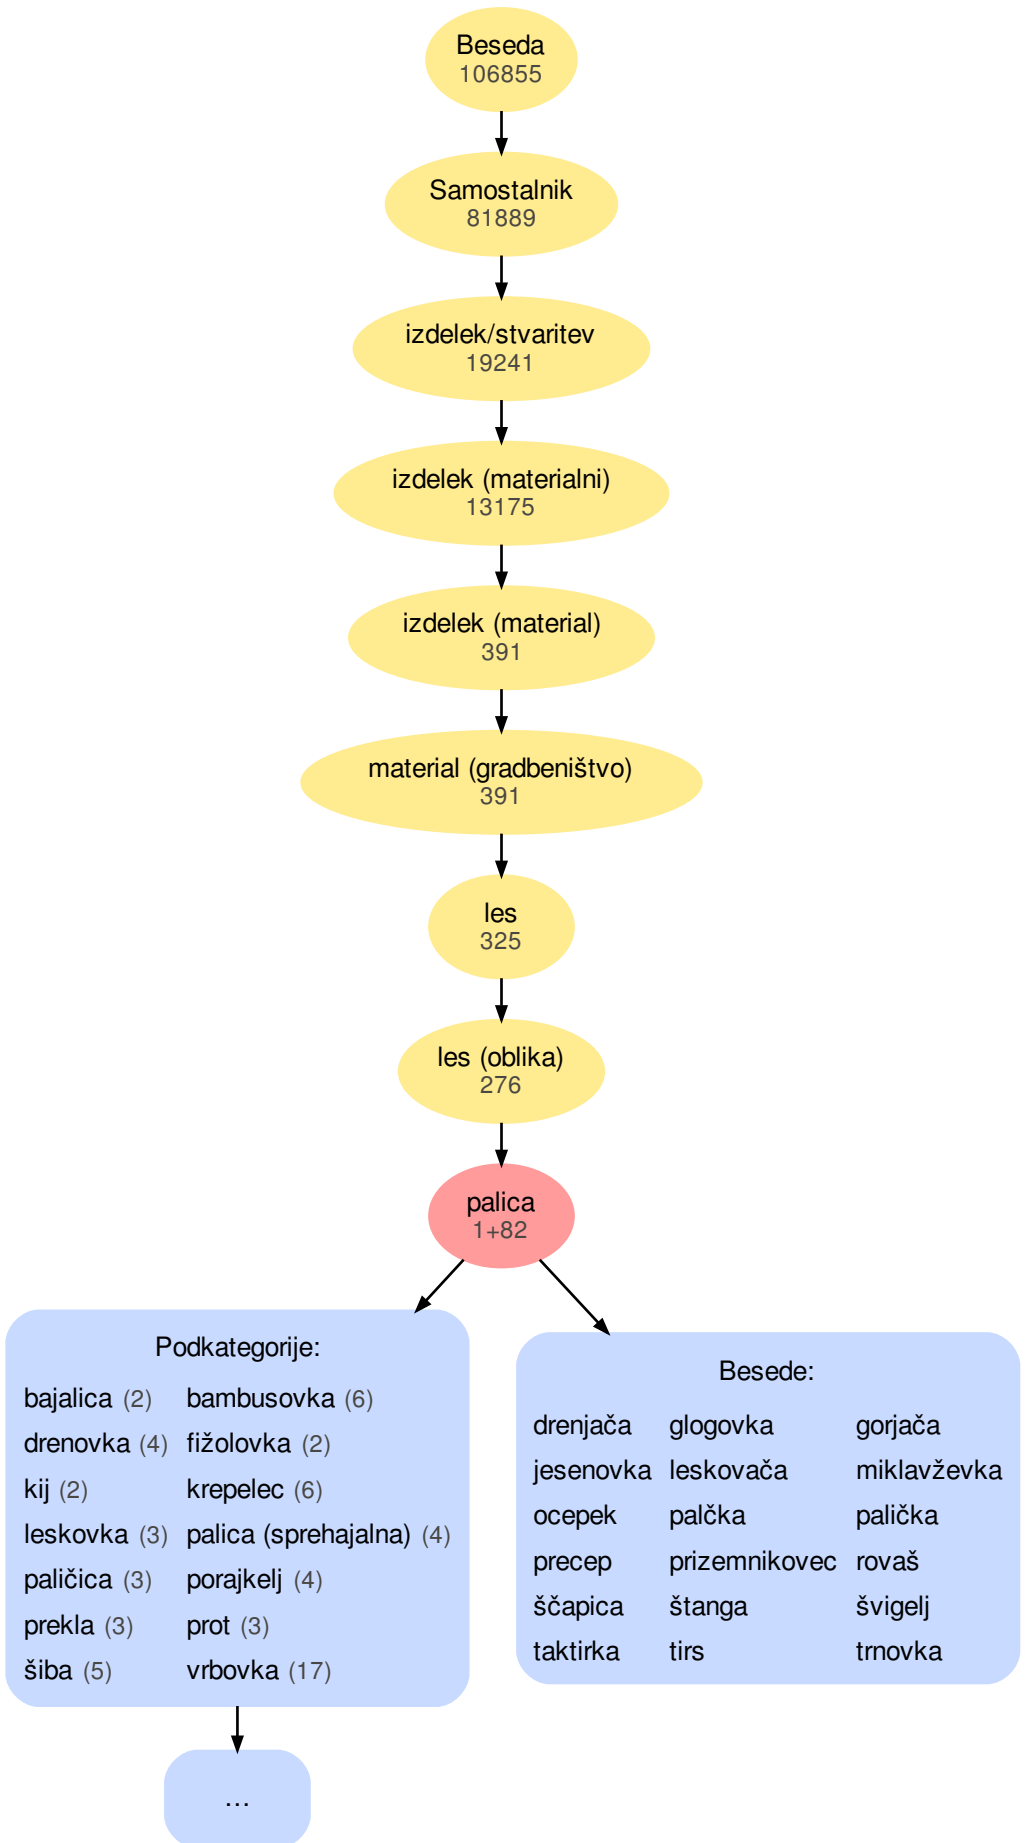 Beseda
106855
Samostalnik
81889
izdelek/stvaritev
19241
izdelek (materialni)
13175
izdelek (material)
391
material (gradbeništvo)
391
les
325
les (oblika)
276
palica
1+82
Podkategorije:
bajalica (2) bambusovka (6)
drenovka (4) fižolovka (2)
kij (2) krepelec (6)
leskovka (3) palica (sprehajalna) (4)
paličica (3) porajkelj (4)
prekla (3) prot (3)
šiba (5) vrbovka (17)
...
Besede:
drenjača glogovka gorjača
jesenovka leskovača miklavževka
ocepek palčka palička
precep prizemnikovec rovaš
ščapica štanga švigelj
taktirka tirs trnovka